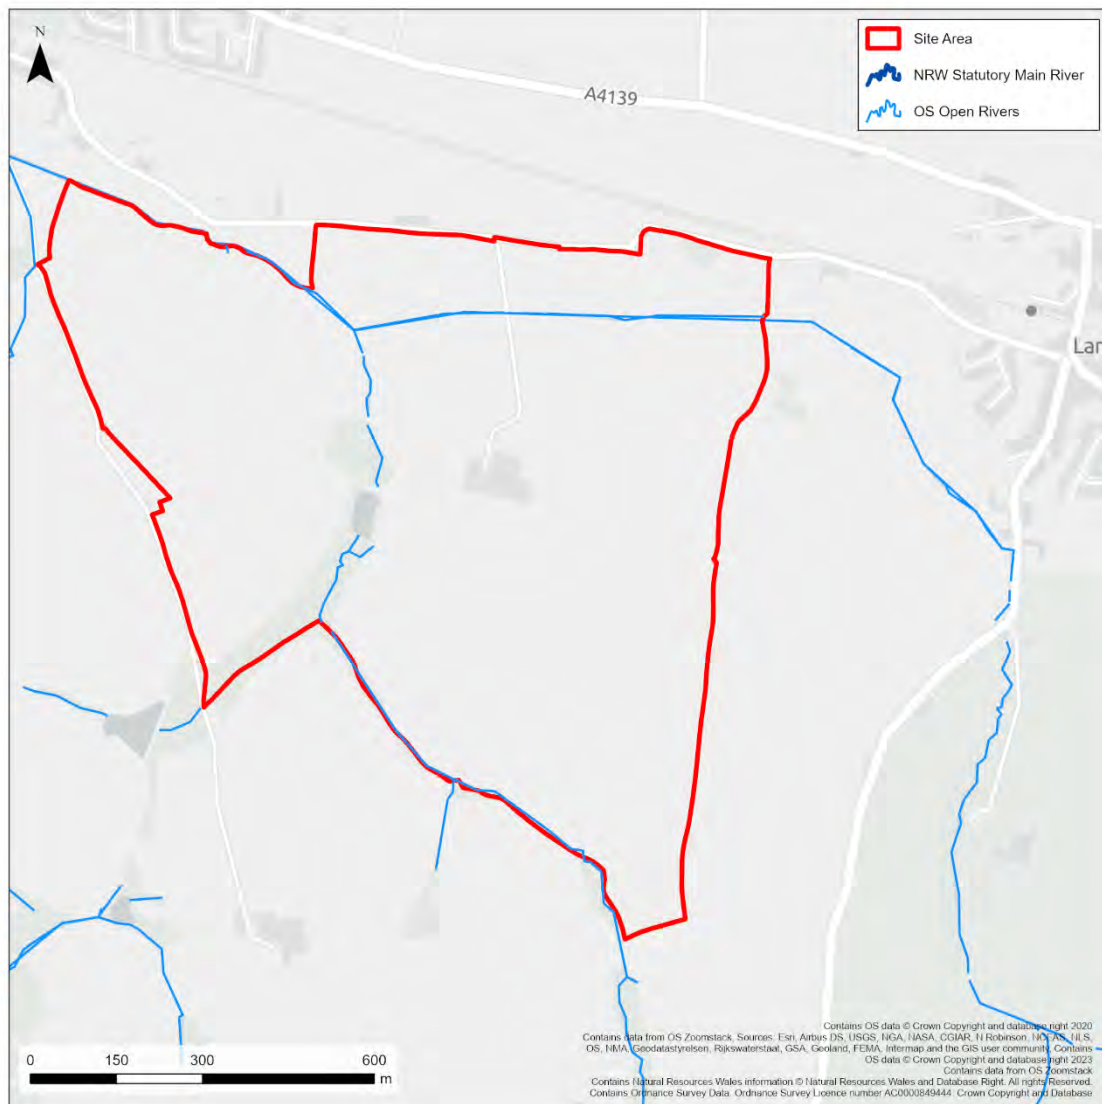 N
Site Area
NRW Statutory Main River
OS Open Rivers
A4139
Lar
0 150 300 600
m
Contains OS data © Crown Copyright and database right 2020
Contains data from OS Zoomstack, Sources: Esri, Airbus DS, USGS, NGA, NASA, CGIAR, N Robinson, NCEAS, NLS,
OS, NMA, Geodatastyrelsen, Rijkswaterstaat, GSA, Geoland, FEMA, Intermap and the GIS user community, Contains
OS data © Crown Copyright and database right 2023
Contains data from OS Zoomstack
Contains Natural Resources Wales information © Natural Resources Wales and Database Right. All rights Reserved.
Contains Ordnance Survey Data. Ordnance Survey Licence number AC0000849444. Crown Copyright and Database